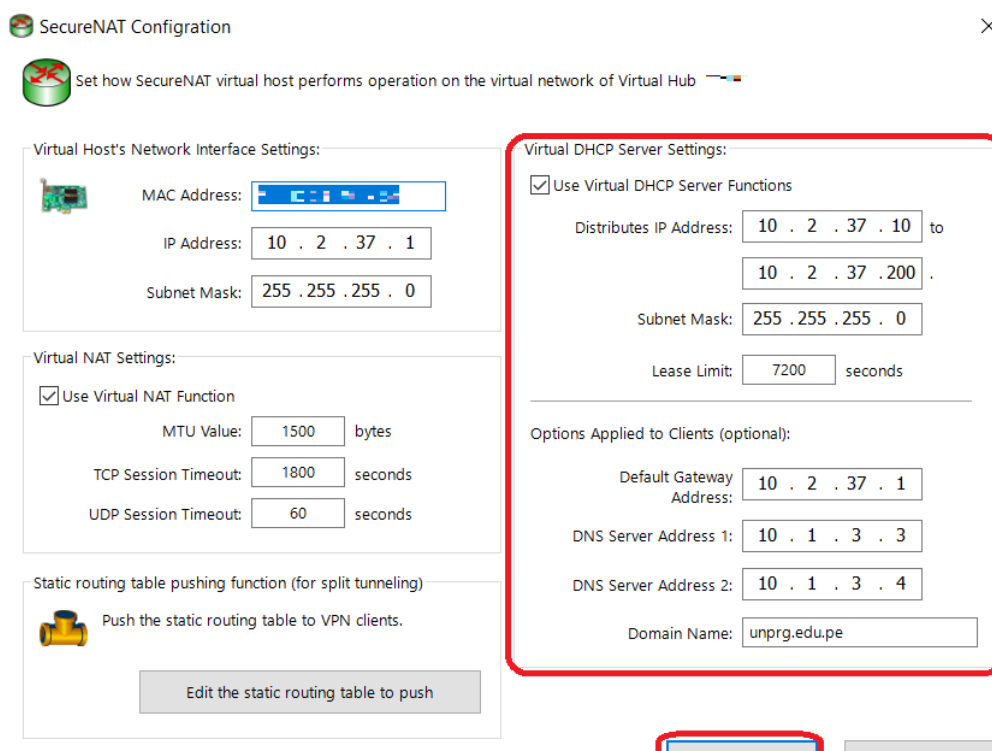 SecureNAT Configration
Set how SecureNAT virtual host performs operation on the virtual network of Virtual Hub
Virtual Host's Network Interface Settings:
MAC Address:
IP Address: 10 . 2 . 37 . 1
Subnet Mask: 255 . 255 . 255 . 0
Virtual NAT Settings:
Use Virtual NAT Function
MTU Value: 1500 bytes
TCP Session Timeout: 1800 seconds
UDP Session Timeout: 60 seconds
Static routing table pushing function (for split tunneling)
Push the static routing table to VPN clients.
Edit the static routing table to push
Virtual DHCP Server Settings:
Use Virtual DHCP Server Functions
Distributes IP Address: 10 . 2 . 37 . 10 to
10 . 2 . 37 . 200 .
Subnet Mask: 255 . 255 . 255 . 0
Lease Limit: 7200 seconds
Options Applied to Clients (optional):
Default Gateway
Address: 10 . 2 . 37 . 1
DNS Server Address 1: 10 . 1 . 3 . 3
DNS Server Address 2: 10 . 1 . 3 . 4
Domain Name: unprg.edu.pe